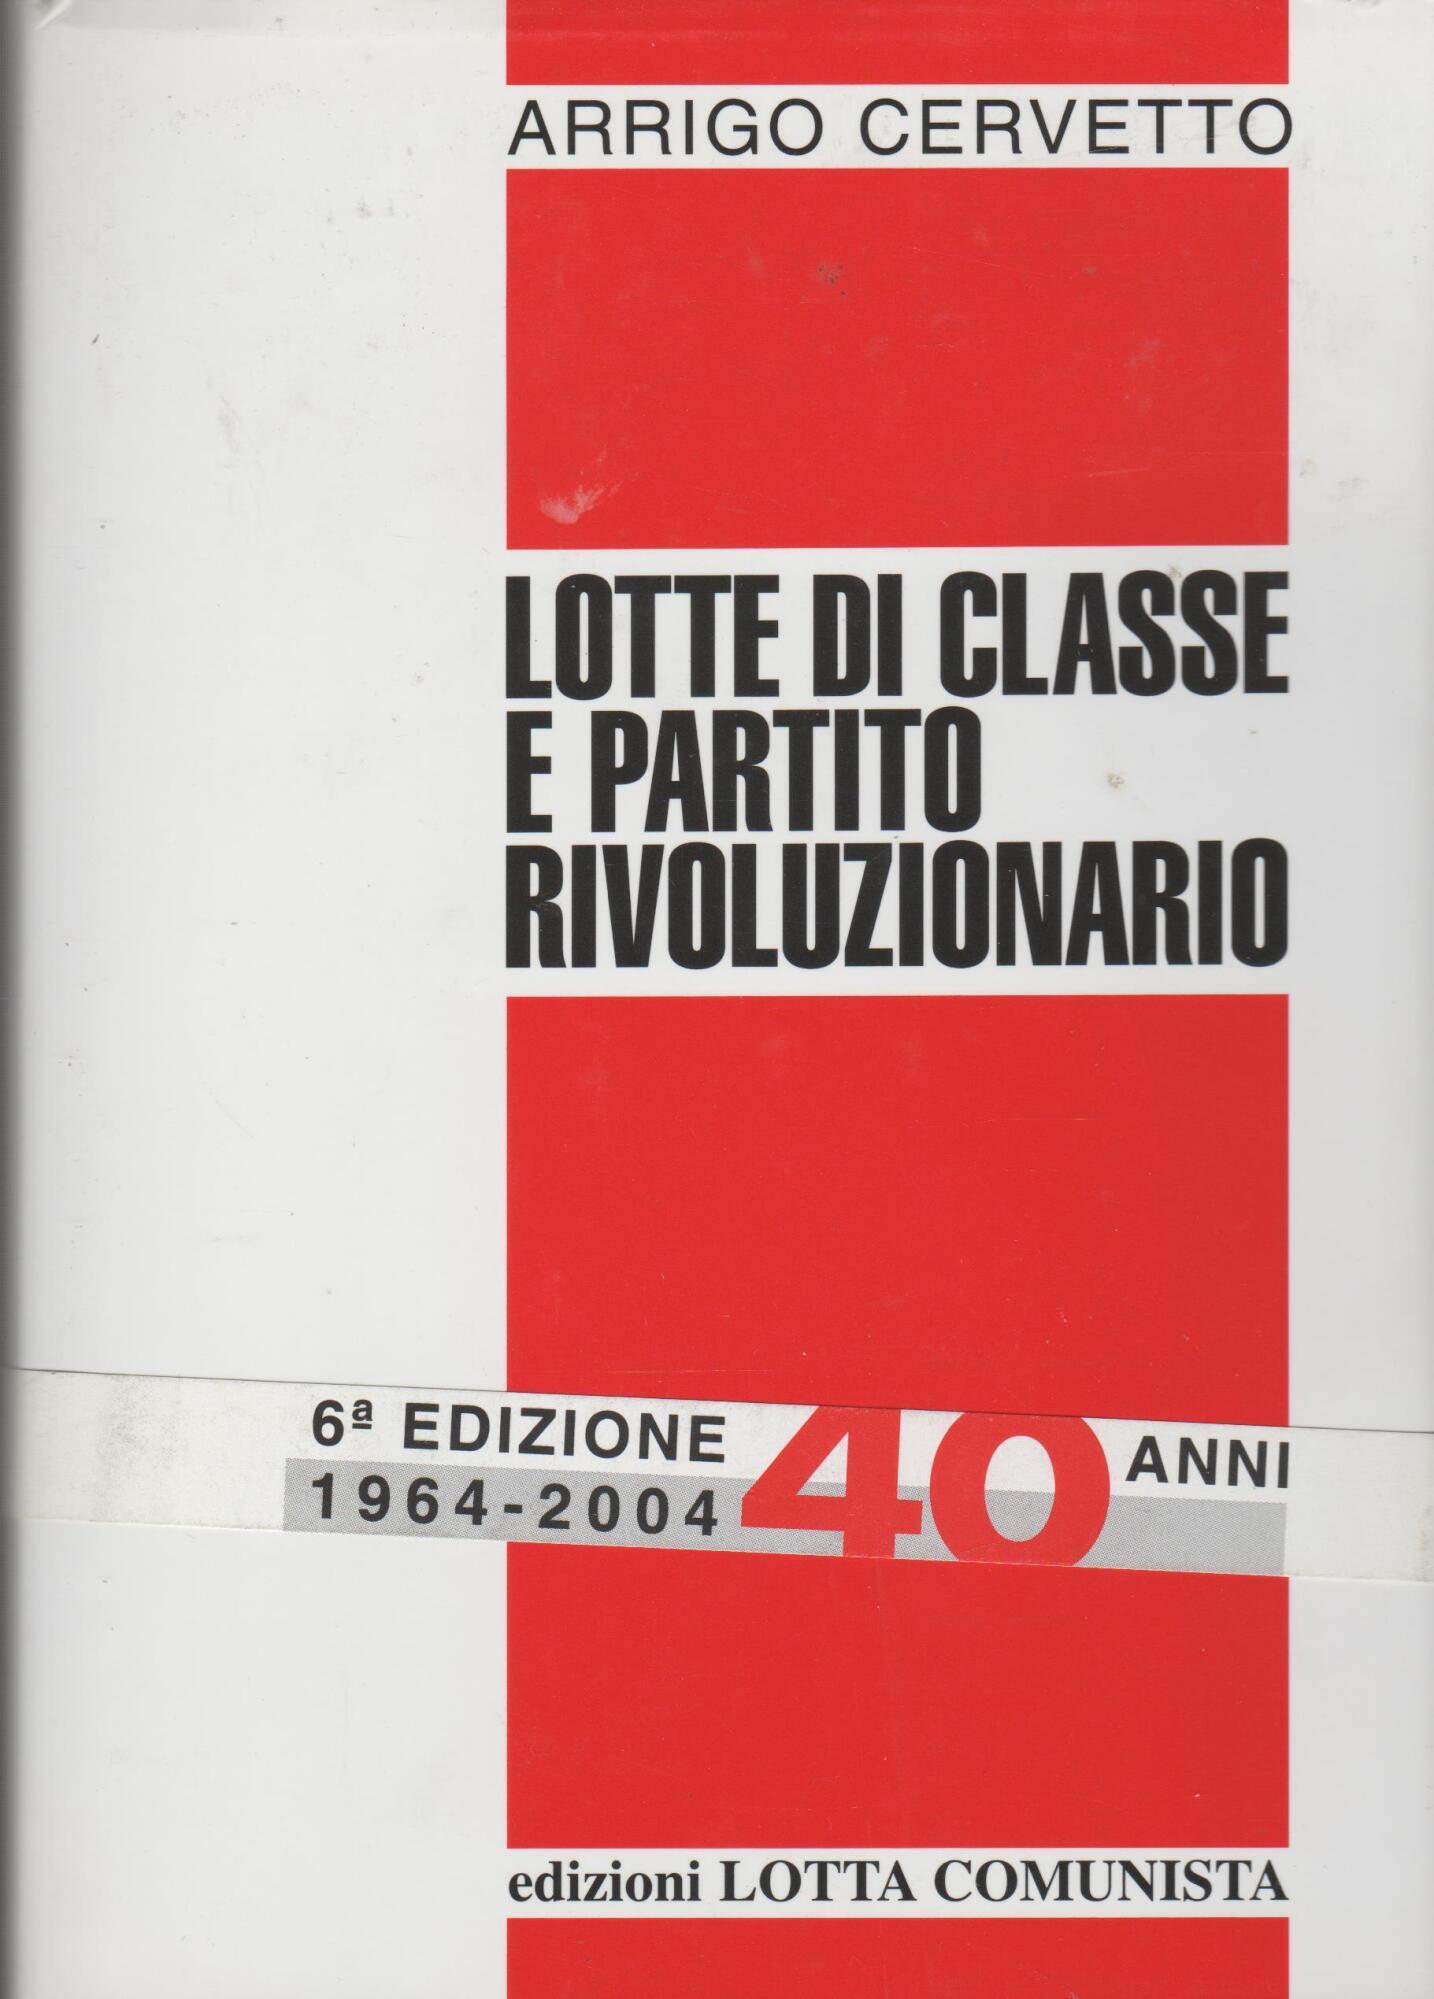 ARRIGO CERVETTO
LOTTE DI CLASSE
E PARTITO
RIVOLUZIONARIO
6ª EDIZIONE 40 ANNI
1964-2004
edizioni LOTTA COMUNISTA